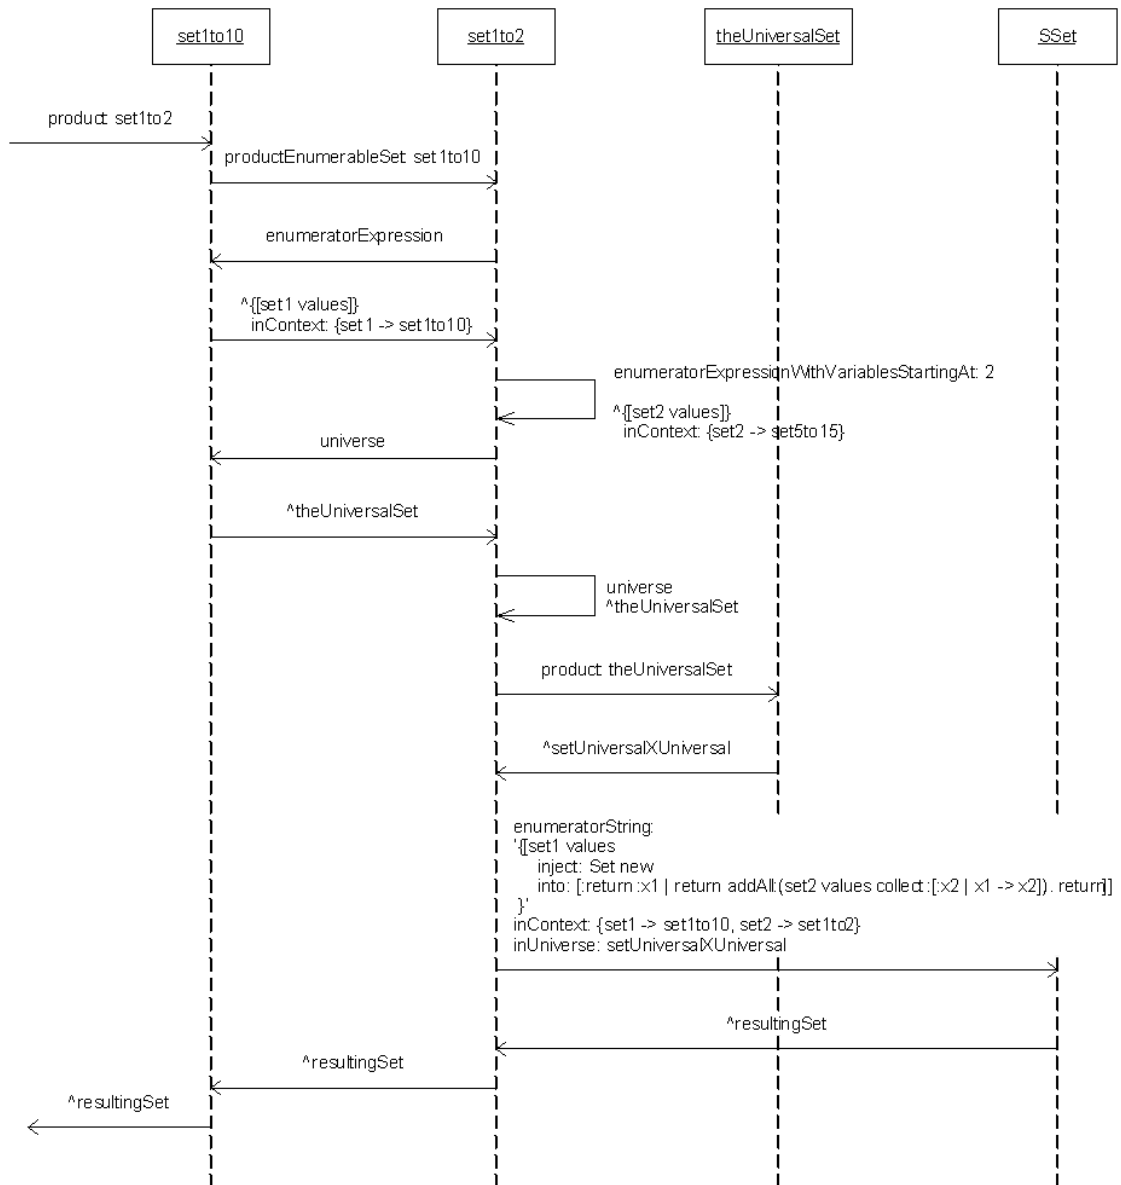 set1to10
set1to2
theUniversalSet
SSet
product: set1to2
productEnumerableSet: set1to10
enumeratorExpression
^{[set1 values]}
inContext: {set1 -> set1to10}
enumeratorExpressionWithVariablesStartingAt: 2
^{[set2 values]}
inContext: {set2 -> set5to15}
universe
^theUniversalSet
universe
^theUniversalSet
product: theUniversalSet
^setUniversalXUniversal
enumeratorString:
'{[set1 values
inject: Set new
into: [:return :x1 | return addAll:(set2 values collect:[:x2 | x1 -> x2]). return]]
}'
inContext: {set1 -> set1to10, set2 -> set1to2}
inUniverse: setUniversalXUniversal
^resultingSet
^resultingSet
^resultingSet